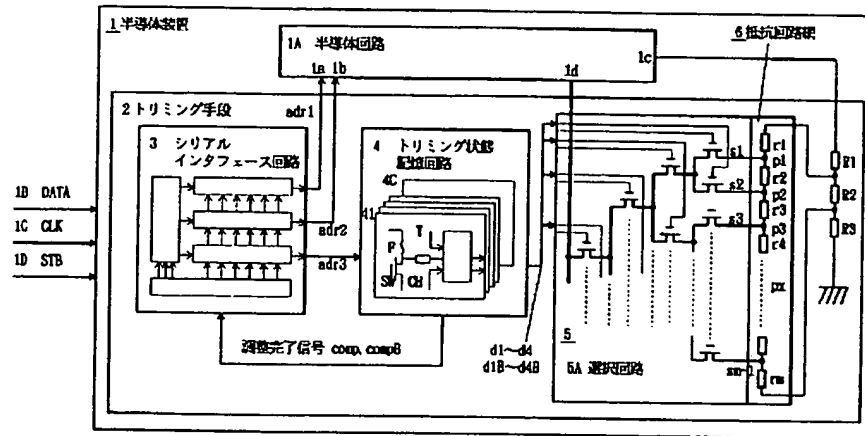 1 半導体装置
1A 半導体回路
1a 1b
1d
1c
6 抵抗回路網
2 トリミング手段
adr1
3 シリアル
インタフェース回路
4 トリミング状態
記憶回路
4C
41
P
T
SW
CH
adr2
adr3
1B DATA
1C CLK
1D STB
調整完了信号 comp, compB
d1~d4
d1B~d4B
5
5A 選択回路
s1
s2
s3
sm-1
r1
p1
r2
p2
r3
p3
r4
px
rm
R1
R2
R3